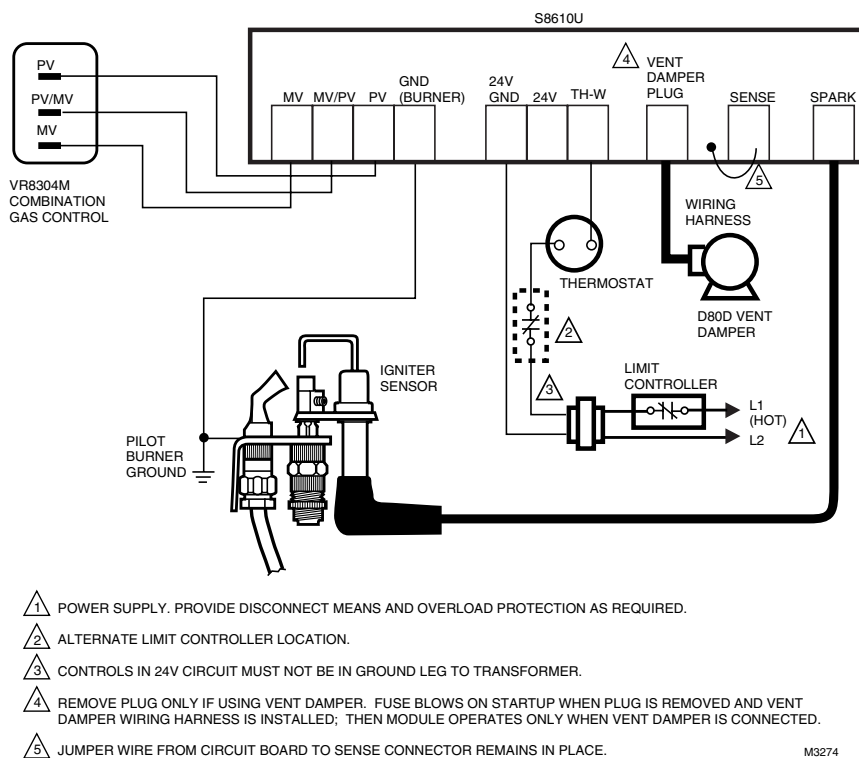 S8610U
PV
PV/MV
MV
VR8304M
COMBINATION
GAS CONTROL
MV
MV/PV
PV
GND
(BURNER)
24V
GND
24V
TH-W
4
VENT
DAMPER
PLUG
SENSE
SPARK
5
WIRING
HARNESS
THERMOSTAT
D80D VENT
DAMPER
2
IGNITER
SENSOR
3
LIMIT
CONTROLLER
L1
(HOT)
L2
1
PILOT
BURNER
GROUND
1 POWER SUPPLY. PROVIDE DISCONNECT MEANS AND OVERLOAD PROTECTION AS REQUIRED.
2 ALTERNATE LIMIT CONTROLLER LOCATION.
3 CONTROLS IN 24V CIRCUIT MUST NOT BE IN GROUND LEG TO TRANSFORMER.
4 REMOVE PLUG ONLY IF USING VENT DAMPER. FUSE BLOWS ON STARTUP WHEN PLUG IS REMOVED AND VENT
DAMPER WIRING HARNESS IS INSTALLED; THEN MODULE OPERATES ONLY WHEN VENT DAMPER IS CONNECTED.
5 JUMPER WIRE FROM CIRCUIT BOARD TO SENSE CONNECTOR REMAINS IN PLACE.
M3274